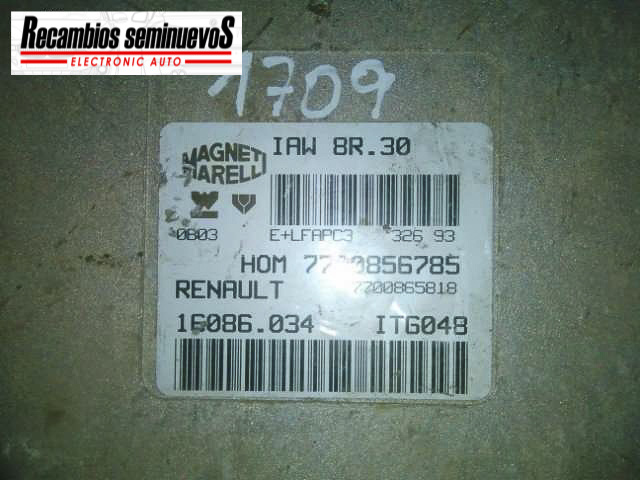 Recambios seminuevos
ELECTRONIC AUTO
1709
IAW 8R.30
MAGNETI
MARELLI
0803 E+LFAPC3 326 93
HOM 7700856785
RENAULT 7700865818
16086.034 ITG048